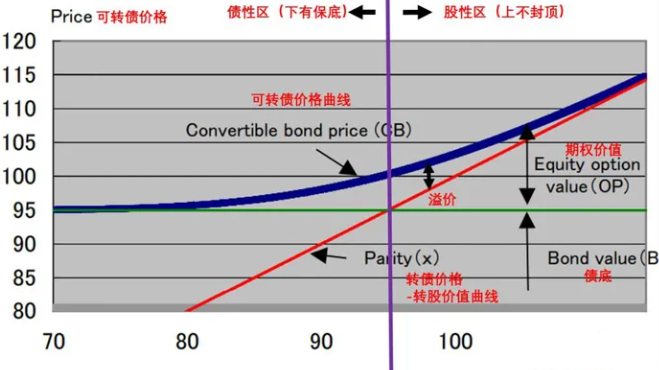 Price 可转债价格
债性区（下有保底）
股性区（上不封顶）
120
115
110
105
100
95
90
85
80
可转债价格曲线
Convertible bond price (CB)
期权价值
Equity option
value(OP)
溢价
Parity(x)
转债价格
-转股价值曲线
Bond value(B
债底
70
80
90
100